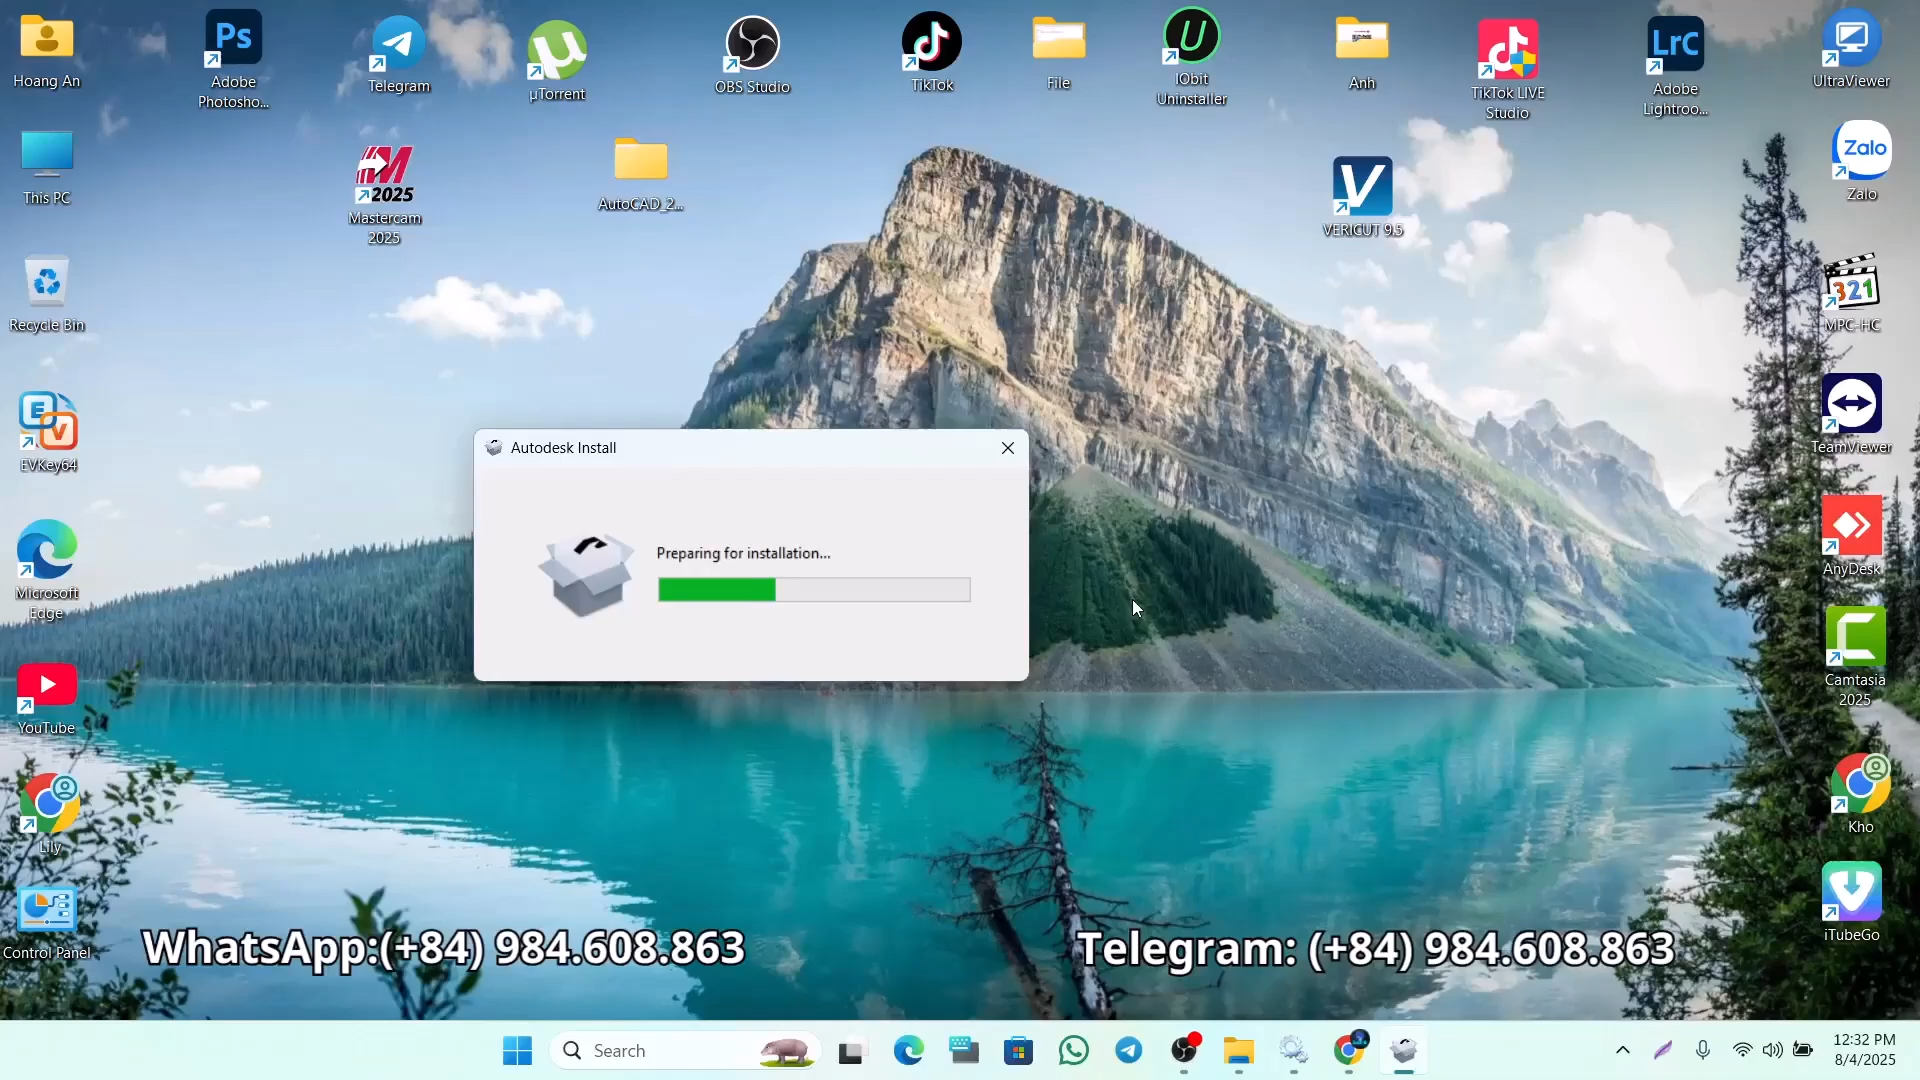 Hoang An
Ps
Adobe
Photosho...
Telegram
µTorrent
OBS Studio
TikTok
File
IObit
Uninstaller
Anh
TikTok LIVE
Studio
LrC
Adobe
Lightroo...
UltraViewer
This PC
2025
Mastercam
2025
AutoCAD_2...
V
VERICUT 9.5
Zalo
Zalo
Recycle Bin
321
MPC-HC
E
V
EVKey64
TeamViewer
Autodesk Install
Preparing for installation...
Microsoft
Edge
AnyDesk
YouTube
Camtasia
2025
Lily
Kho
Control Panel
iTubeGo
WhatsApp:(+84) 984.608.863
Telegram: (+84) 984.608.863
Search
12:32 PM
8/4/2025